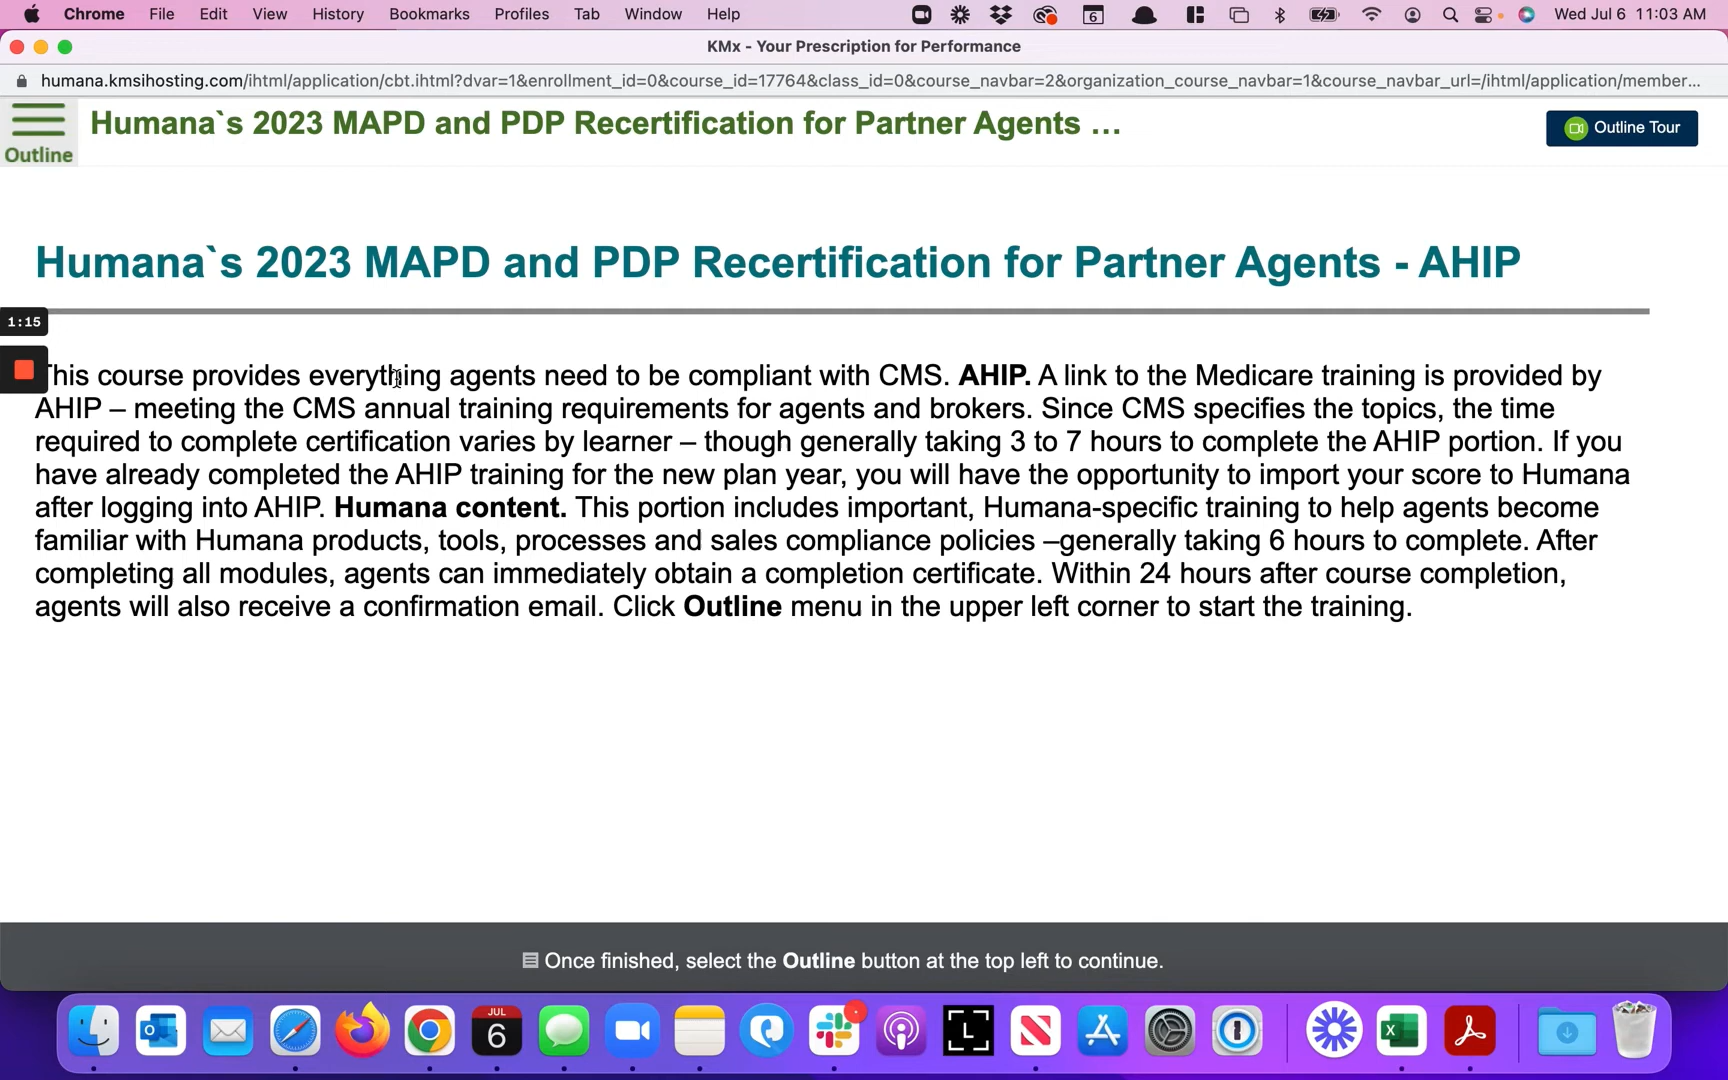 Chrome File Edit View History Bookmarks Profiles Tab Window Help 6 Wed Jul 6 11:03 AM
KMx - Your Prescription for Performance
humana.kmsihosting.com/ihtml/application/cbt.ihtml?dvar=1&enrollment_id=0&course_id=17764&class_id=0&course_navbar=2&organization_course_navbar=1&course_navbar_url=/ihtml/application/member...
Humana`s 2023 MAPD and PDP Recertification for Partner Agents ...
Outline Tour
Outline
Humana`s 2023 MAPD and PDP Recertification for Partner Agents - AHIP
1:15
This course provides everything agents need to be compliant with CMS. AHIP. A link to the Medicare training is provided by
AHIP – meeting the CMS annual training requirements for agents and brokers. Since CMS specifies the topics, the time
required to complete certification varies by learner – though generally taking 3 to 7 hours to complete the AHIP portion. If you
have already completed the AHIP training for the new plan year, you will have the opportunity to import your score to Humana
after logging into AHIP. Humana content. This portion includes important, Humana-specific training to help agents become
familiar with Humana products, tools, processes and sales compliance policies –generally taking 6 hours to complete. After
completing all modules, agents can immediately obtain a completion certificate. Within 24 hours after course completion,
agents will also receive a confirmation email. Click Outline menu in the upper left corner to start the training.
Once finished, select the Outline button at the top left to continue.
JUL
6